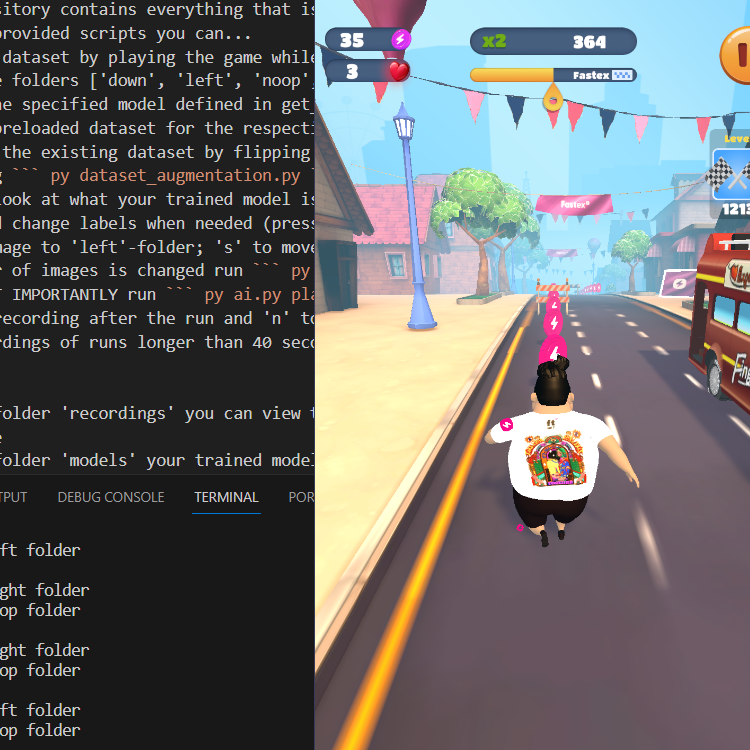 sitory contains everything that is
provided scripts you can...
dataset by playing the game while
e folders ['down', 'left', 'noop',
he specified model defined in get_
preloaded dataset for the respecti
the existing dataset by flipping
g ``` py dataset_augmentation.py `
look at what your trained model is
d change labels when needed (press
mage to 'left'-folder; 's' to move
r of images is changed run ``` py
T IMPORTANTLY run ``` py ai.py pla
recording after the run and 'n' to
rdings of runs longer than 40 seco
folder 'recordings' you can view t
e
folder 'models' your trained model
TPUT DEBUG CONSOLE TERMINAL POR
ft folder
ght folder
op folder
ght folder
op folder
ft folder
op folder
35
x2 364
3
Fastex
Level
1213
Fastex